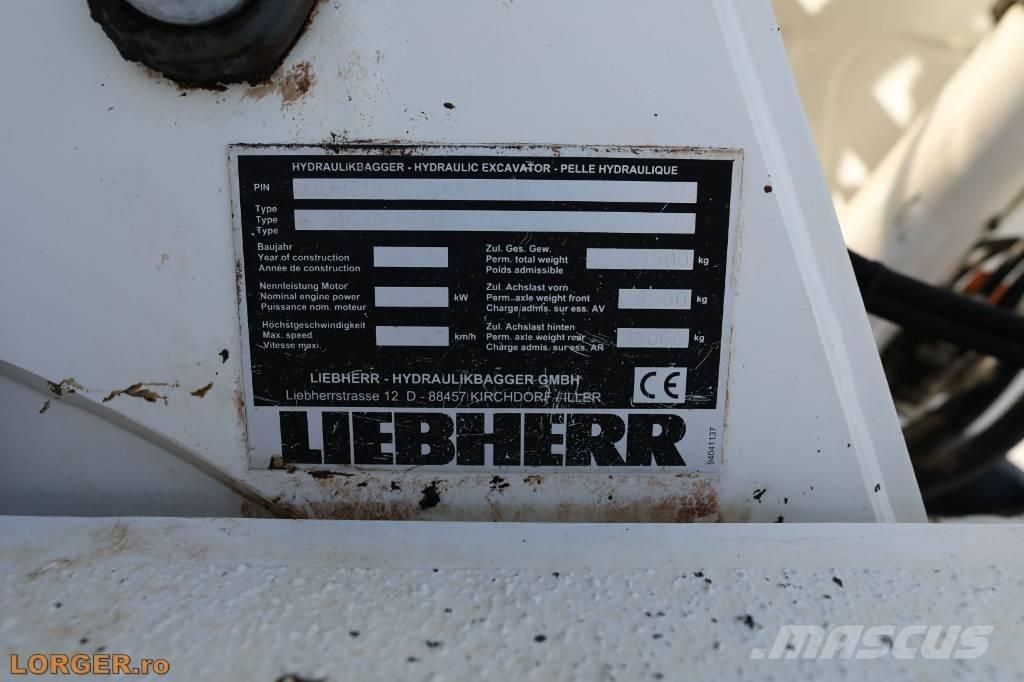 HYDRAULIKBAGGER - HYDRAULIC EXCAVATOR - PELLE HYDRAULIQUE
PIN
Type
Type
Type
Baujahr
Year of construction
Année de construction
Nennleistung Motor
Nominal engine power kW
Puissance nom. moteur
Höchstgeschwindigkeit
Max. speed km/h
Vitesse maxi.
Zul. Ges. Gew.
Perm. total weight kg
Poids admissible
Zul. Achslast vorn
Perm. axle weight front kg
Charge admis. sur ess. AV
Zul. Achslast hinten
Perm. axle weight rear kg
Charge admis. sur ess. AR
LIEBHERR - HYDRAULIKBAGGER GMBH
Liebherrstrasse 12 D - 88457 KIRCHDORF / ILLER
CE
LIEBHERR
94041137
LORGER.ro
MASCUS